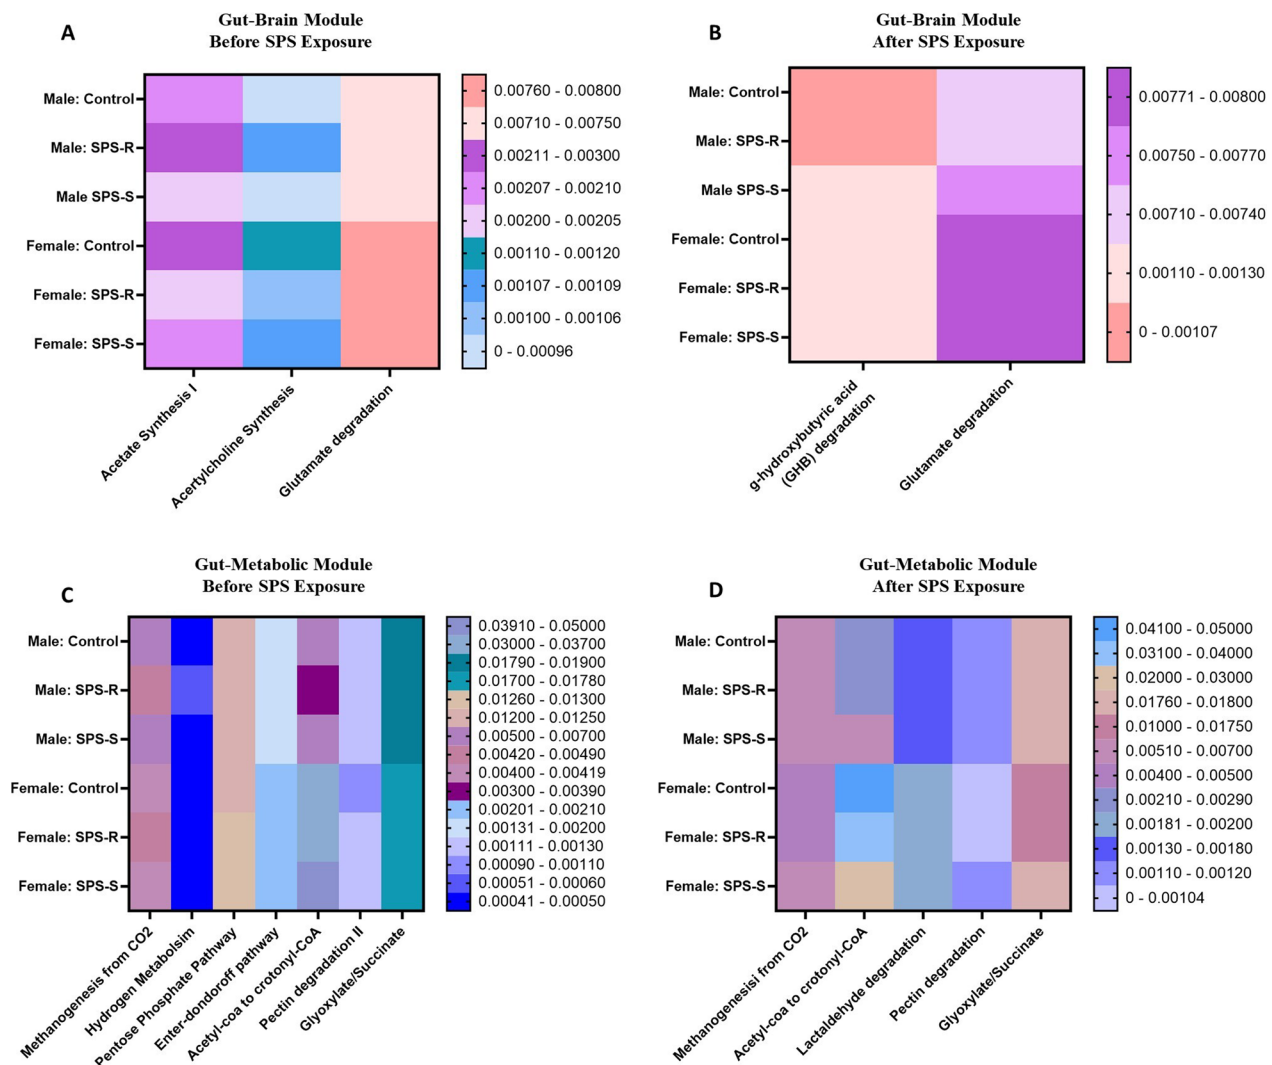 A
Gut-Brain Module
Before SPS Exposure
Male: Control
Male: SPS-R
Male SPS-S
Female: Control
Female: SPS-R
Female: SPS-S
Acetate Synthesis I
Acertylcholine Synthesis
Glutamate degradation
0.00760 - 0.00800
0.00710 - 0.00750
0.00211 - 0.00300
0.00207 - 0.00210
0.00200 - 0.00205
0.00110 - 0.00120
0.00107 - 0.00109
0.00100 - 0.00106
0 - 0.00096
B
Gut-Brain Module
After SPS Exposure
Male: Control
Male: SPS-R
Male SPS-S
Female: Control
Female: SPS-R
Female: SPS-S
g-hydroxybutyric acid
(GHB) degradation
Glutamate degradation
0.00771 - 0.00800
0.00750 - 0.00770
0.00710 - 0.00740
0.00110 - 0.00130
0 - 0.00107
C
Gut-Metabolic Module
Before SPS Exposure
Male: Control
Male: SPS-R
Male: SPS-S
Female: Control
Female: SPS-R
Female: SPS-S
Methanogenesis from CO2
Hydrogen Metabolsim
Pentose Phosphate Pathway
Enter-dondoroff pathway
Acetyl-coa to crotonyl-CoA
Pectin degradation II
Glyoxylate/Succinate
0.03910 - 0.05000
0.03000 - 0.03700
0.01790 - 0.01900
0.01700 - 0.01780
0.01260 - 0.01300
0.01200 - 0.01250
0.00500 - 0.00700
0.00420 - 0.00490
0.00400 - 0.00419
0.00300 - 0.00390
0.00201 - 0.00210
0.00131 - 0.00200
0.00111 - 0.00130
0.00090 - 0.00110
0.00051 - 0.00060
0.00041 - 0.00050
D
Gut-Metabolic Module
After SPS Exposure
Male: Control
Male: SPS-R
Male: SPS-S
Female: Control
Female: SPS-R
Female: SPS-S
Methanogenisi from CO2
Acetyl-coa to crotonyl-CoA
Lactaldehyde degradation
Pectin degradation
Glyoxylate/Succinate
0.04100 - 0.05000
0.03100 - 0.04000
0.02000 - 0.03000
0.01760 - 0.01800
0.01000 - 0.01750
0.00510 - 0.00700
0.00400 - 0.00500
0.00210 - 0.00290
0.00181 - 0.00200
0.00130 - 0.00180
0.00110 - 0.00120
0 - 0.00104